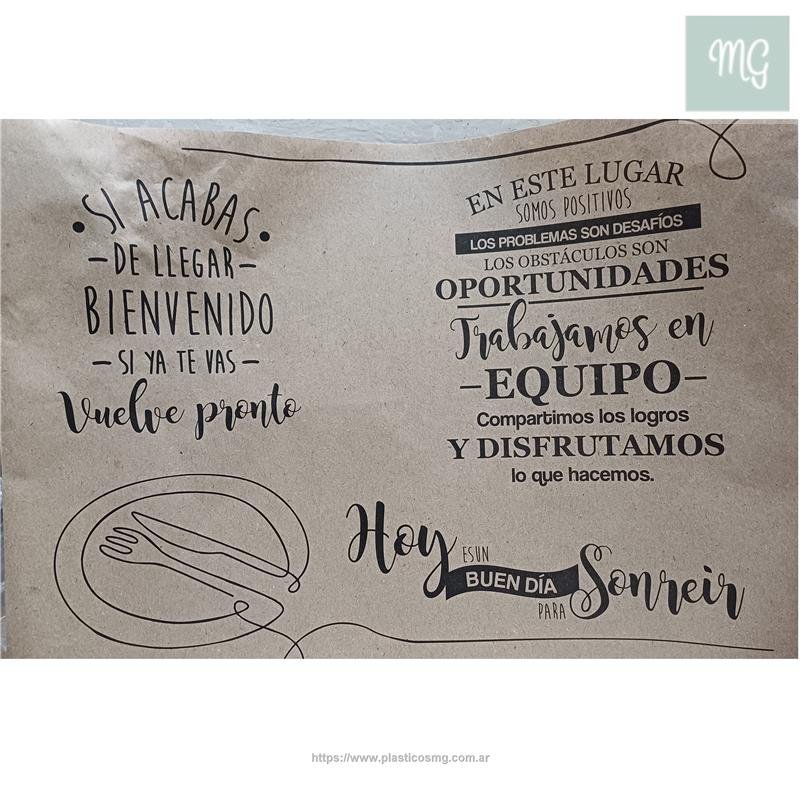 MG
SI ACABAS
-DE LLEGAR-
BIENVENIDO
-SI YA TE VAS-
Vuelve pronto
EN ESTE LUGAR
SOMOS POSITIVOS
LOS PROBLEMAS SON DESAFÍOS
LOS OBSTÁCULOS SON
OPORTUNIDADES
Trabajamos en
-EQUIPO-
Compartimos los logros
Y DISFRUTAMOS
lo que hacemos.
Hoy
ES UN
BUEN DÍA
PARA
Sonreir
https://www.plasticosmg.com.ar